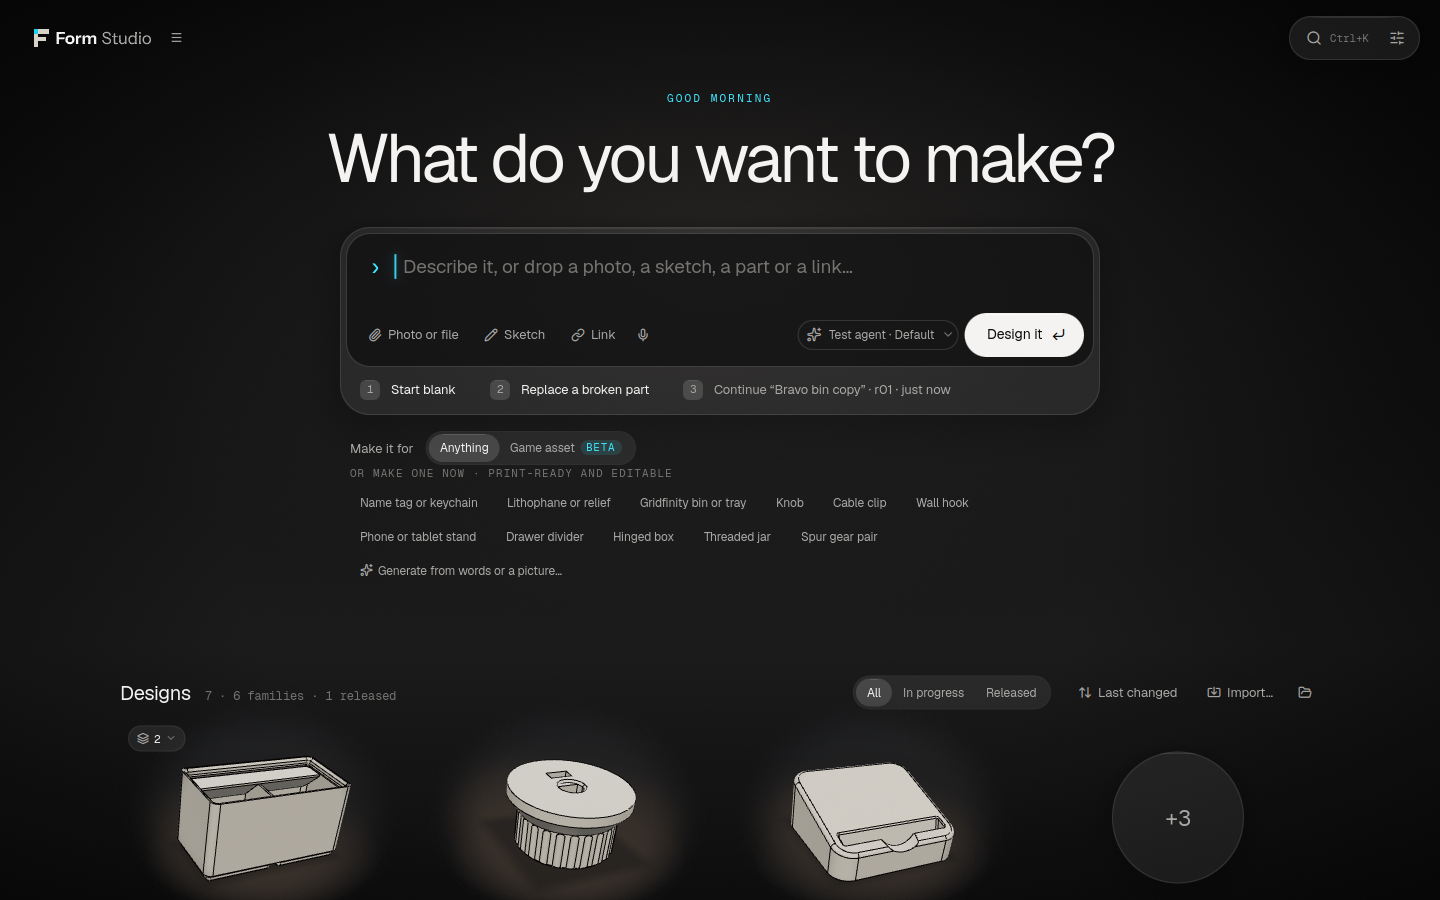 Form Studio
Ctrl+K
GOOD MORNING
What do you want to make?
Describe it, or drop a photo, a sketch, a part or a link…
Photo or file Sketch Link Test agent · Default Design it
1 Start blank 2 Replace a broken part 3 Continue “Bravo bin copy” · r01 · just now
Make it for Anything Game asset BETA
OR MAKE ONE NOW · PRINT-READY AND EDITABLE
Name tag or keychain Lithophane or relief Gridfinity bin or tray Knob Cable clip Wall hook
Phone or tablet stand Drawer divider Hinged box Threaded jar Spur gear pair
Generate from words or a picture…
Designs 7 · 6 families · 1 released All In progress Released Last changed Import…
2
+3